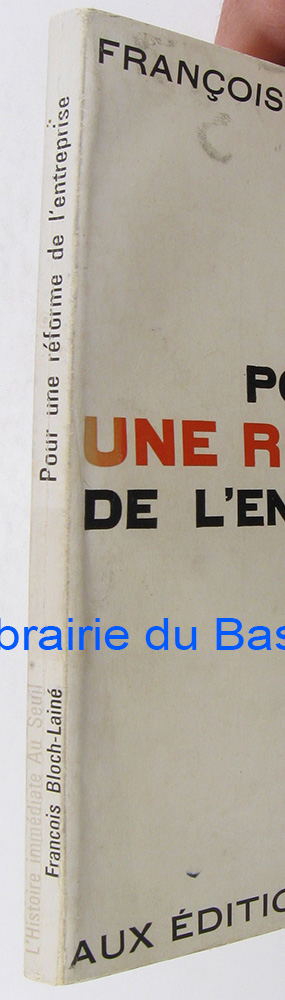 FRANÇOIS
PO
UNE R
DE L'EN
AUX ÉDITIO
Pour une réforme de l'entreprise
François Bloch-Lainé
L'Histoire immédiate Au Seuil
brairie du Bas